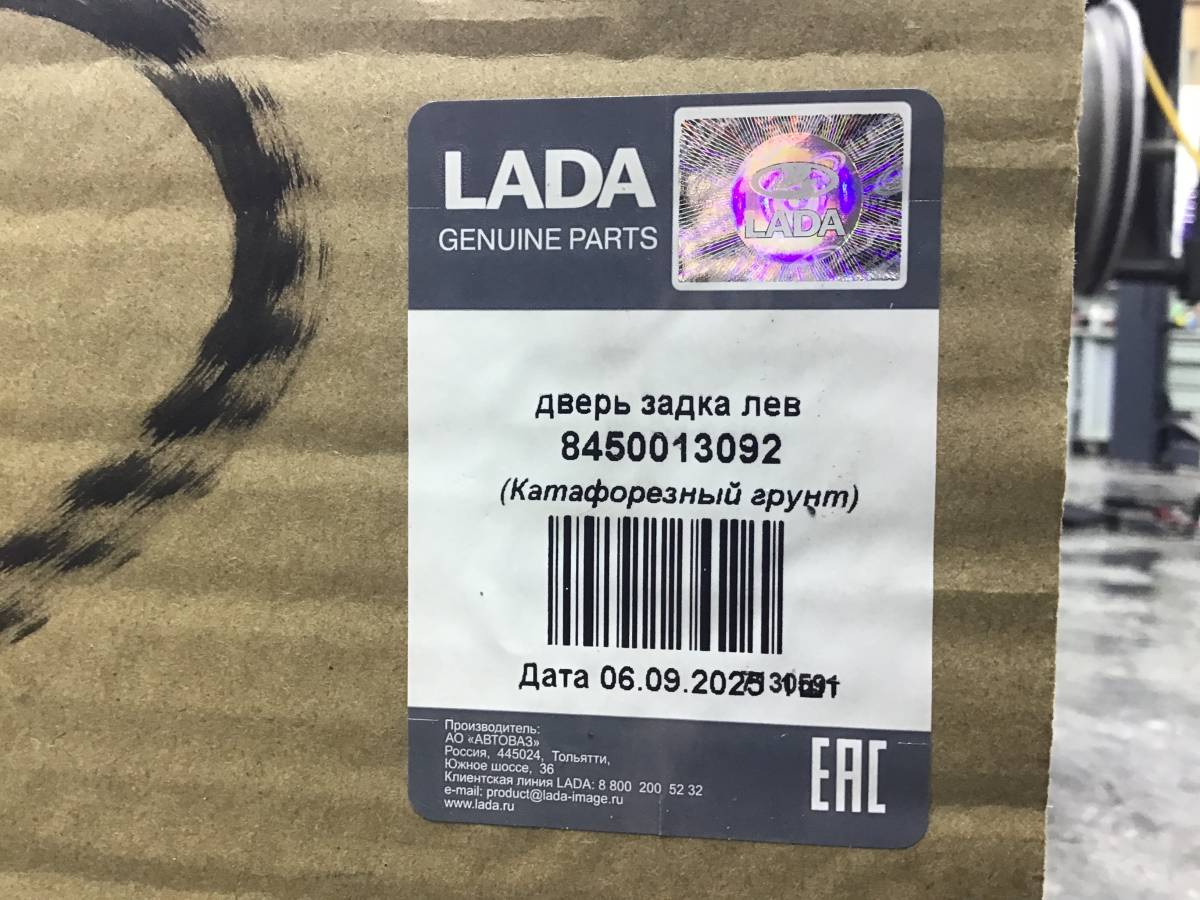 LADA
GENUINE PARTS
LADA
дверь задка лев
8450013092
(Катафорезный грунт)
Дата 06.09.2025 1 шт
Производитель:
АО «АВТОВАЗ»
Россия, 445024, Тольятти,
Южное шоссе, 36
Клиентская линия LADA: 8 800 200 52 32
e-mail: product@lada-image.ru
www.lada.ru
EAC